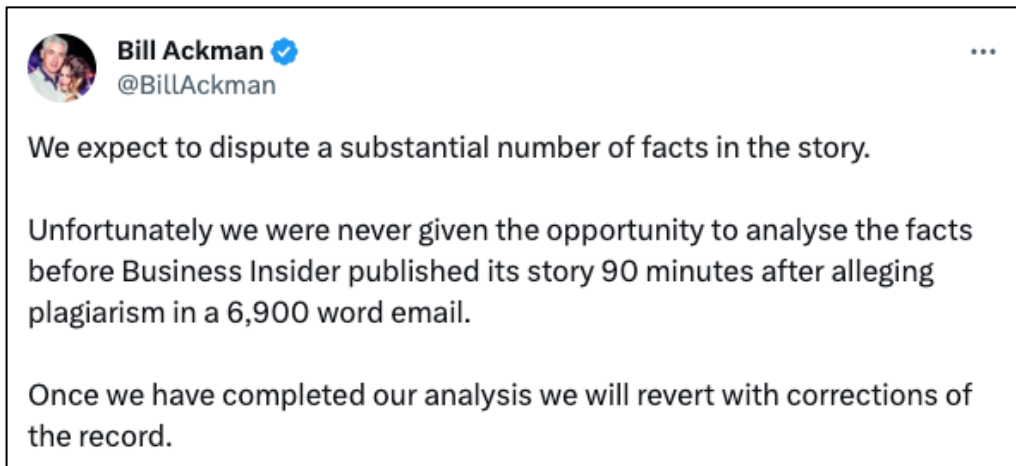 Bill Ackman
@BillAckman
We expect to dispute a substantial number of facts in the story.
Unfortunately we were never given the opportunity to analyse the facts
before Business Insider published its story 90 minutes after alleging
plagiarism in a 6,900 word email.
Once we have completed our analysis we will revert with corrections of
the record.